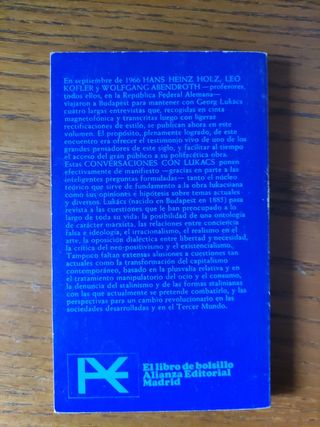 En septiembre de 1966 HANS HEINZ HOLZ, LEO
KOFLER y WOLFGANG ABENDROTH —profesores,
todos ellos, en la República Federal Alemana—
viajaron a Budapest para mantener con Georg Lukács
cuatro largas entrevistas que, recogidas en cinta
magnetofónica y transcritas luego con ligeras
rectificaciones de estilo, se publican ahora en este
volumen. El propósito, plenamente logrado, de este
encuentro era ofrecer el testimonio vivo de uno de los
grandes pensadores de este siglo, y facilitar al tiempo
el acceso del gran público a su polifacética obra.
Estas CONVERSACIONES CON LUKACS ponen
efectivamente de manifiesto —gracias en parte a las
inteligentes preguntas formuladas— tanto el núcleo
teórico que sirve de fundamento a la obra lukacsiana
como sus opiniones e hipótesis sobre temas actuales
y diversos. Lukács (nacido en Budapest en 1885) pasa
revista a las cuestiones que le han preocupado a lo
largo de toda su vida: la posibilidad de una ontología
de carácter marxista, las relaciones entre conciencia
falsa e ideología, el irracionalismo, el realismo en el
arte, la oposición dialéctica entre libertad y necesidad,
la crítica del neo-positivismo y el existencialismo.
Tampoco faltan extensas alusiones a cuestiones tan
actuales como la transformación del capitalismo
contemporáneo, basado en la plusvalía relativa y en
el tratamiento manipulatorio del ocio y el consumo,
la denuncia del stalinismo y de las formas stalinianas
con las que actualmente se pretende combatirlo, y las
perspectivas para un cambio revolucionario en las
sociedades desarrolladas y en el Tercer Mundo.
El libro de bolsillo
Alianza Editorial
Madrid